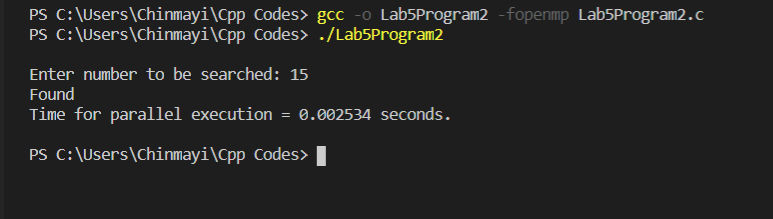 PS C:\Users\Chinmayi\Cpp Codes> gcc -o Lab5Program2 -fopenmp Lab5Program2.c
PS C:\Users\Chinmayi\Cpp Codes> ./Lab5Program2
Enter number to be searched: 15
Found
Time for parallel execution = 0.002534 seconds.
PS C:\Users\Chinmayi\Cpp Codes>